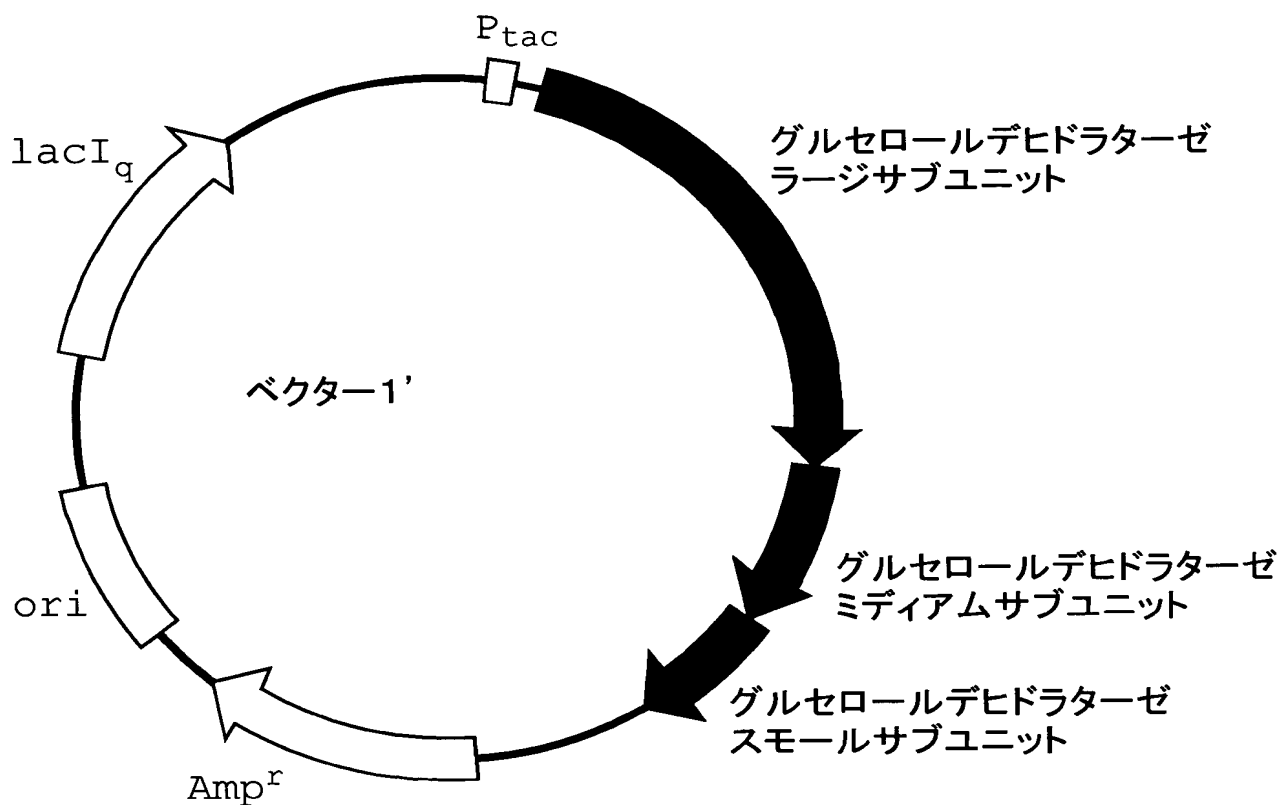 Ptac
lacIq
グルセロールデヒドラターゼ
ラージサブユニット
ベクター1’
グルセロールデヒドラターゼ
ミディアムサブユニット
ori
グルセロールデヒドラターゼ
スモールサブユニット
Ampr